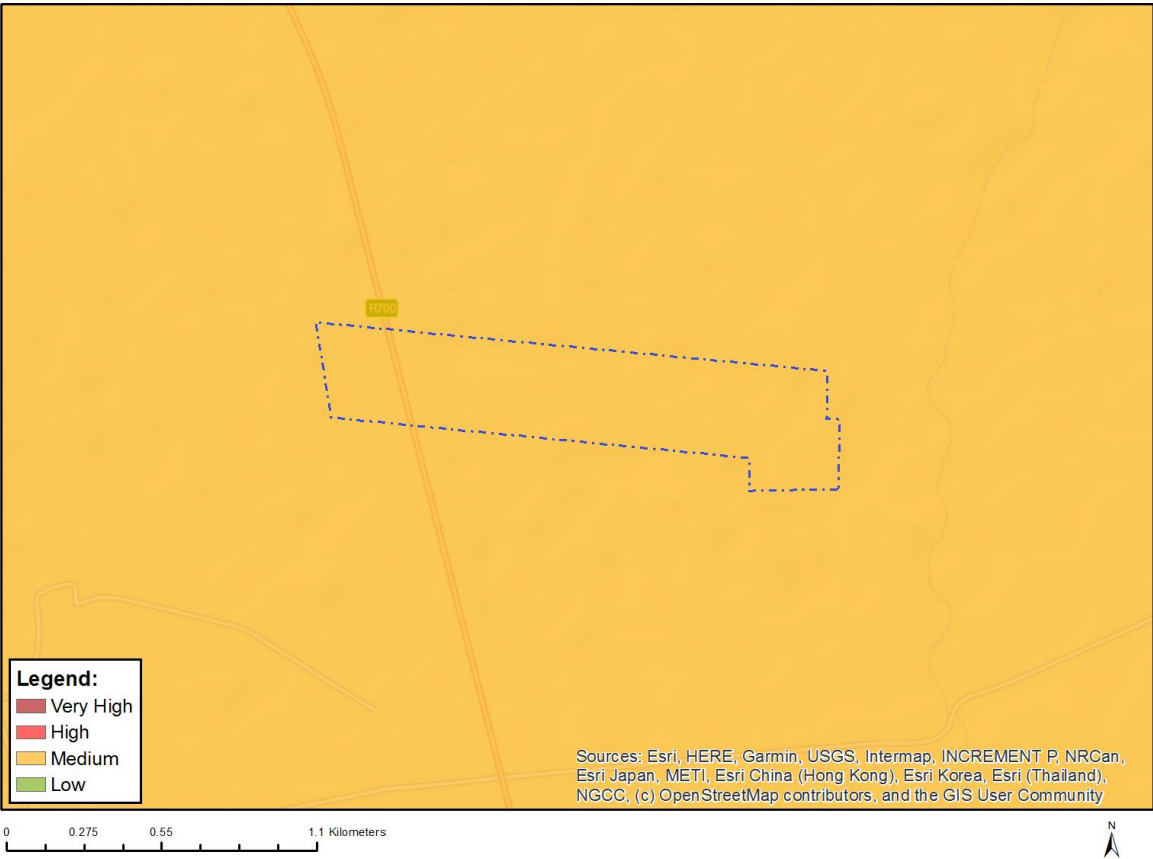 R700
Legend:
Very High
High
Medium
Low
Sources: Esri, HERE, Garmin, USGS, Intermap, INCREMENT P, NRCan,
Esri Japan, METI, Esri China (Hong Kong), Esri Korea, Esri (Thailand),
NGCC, (c) OpenStreetMap contributors, and the GIS User Community
0 0.275 0.55 1.1 Kilometers
N